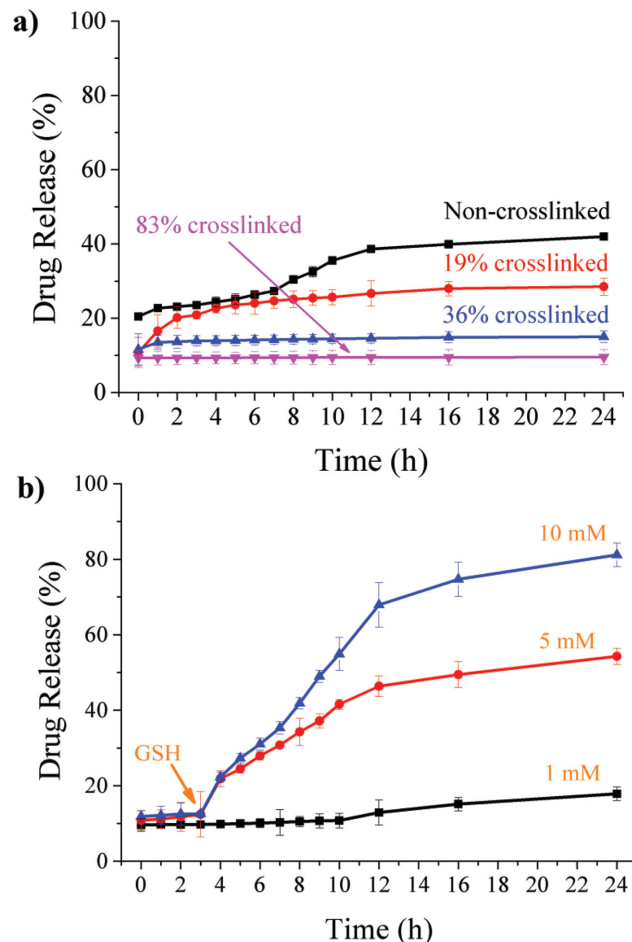 a)
100
80
60
40
20
0
Drug Release (%)
83% crosslinked
Non-crosslinked
19% crosslinked
36% crosslinked
0 2 4 6 8 10 12 14 16 18 20 22 24
Time (h)
b)
100
80
60
40
20
0
Drug Release (%)
10 mM
5 mM
GSH
1 mM
0 2 4 6 8 10 12 14 16 18 20 22 24
Time (h)